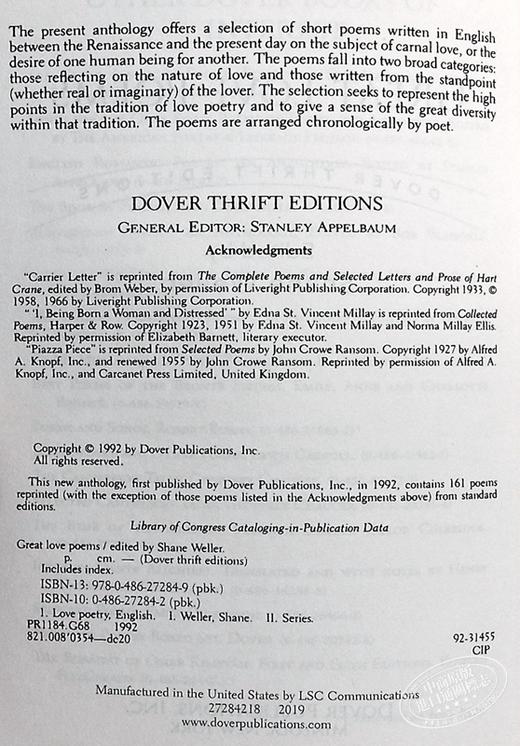 The present anthology offers a selection of short poems written in English
between the Renaissance and the present day on the subject of carnal love, or the
desire of one human being for another. The poems fall into two broad categories:
those reflecting on the nature of love and those written from the standpoint
(whether real or imaginary) of the lover. The selection seeks to represent the high
points in the tradition of love poetry and to give a sense of the great diversity
within that tradition. The poems are arranged chronologically by poet.
DOVER THRIFT EDITIONS
GENERAL EDITOR: STANLEY APPELBAUM
Acknowledgments
"Carrier Letter" is reprinted from The Complete Poems and Selected Letters and Prose of Hart
Crane, edited by Brom Weber, by permission of Liveright Publishing Corporation. Copyright 1933, ©
1958, 1966 by Liveright Publishing Corporation.
" 'I, Being Born a Woman and Distressed' " by Edna St. Vincent Millay is reprinted from Collected
Poems, Harper & Row. Copyright 1923, 1951 by Edna St. Vincent Millay and Norma Millay Ellis.
Reprinted by permission of Elizabeth Barnett, literary executor.
"Piazza Piece" is reprinted from Selected Poems by John Crowe Ransom. Copyright 1927 by Alfred
A. Knopf, Inc., and renewed 1955 by John Crowe Ransom. Reprinted by permission of Alfred A.
Knopf, Inc., and Carcanet Press Limited, United Kingdom.
Copyright © 1992 by Dover Publications, Inc.
All rights reserved.
This new anthology, first published by Dover Publications, Inc., in 1992, contains 161 poems
reprinted (with the exception of those poems listed in the Acknowledgments above) from standard
editions.
Library of Congress Cataloging-in-Publication Data
Great love poems / edited by Shane Weller.
p. cm. — (Dover thrift editions)
Includes index.
ISBN-13: 978-0-486-27284-9 (pbk.)
ISBN-10: 0-486-27284-2 (pbk.)
1. Love poetry, English. I. Weller, Shane. II. Series.
PR1184.G68 1992
821.008'0354—dc20 92-31455
CIP
Manufactured in the United States by LSC Communications
27284218 2019
www.doverpublications.com